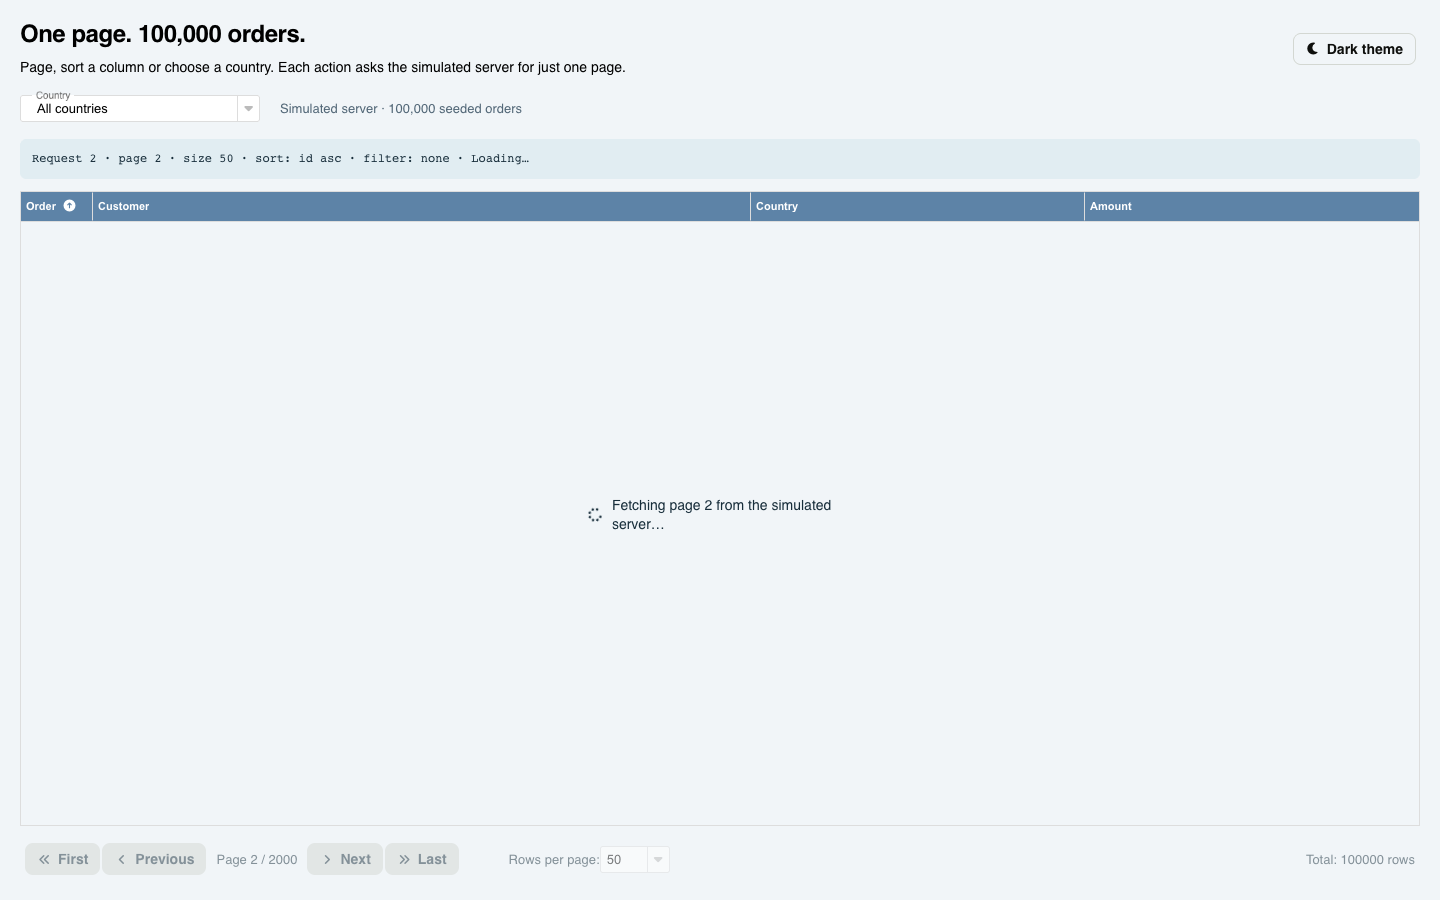 One page. 100,000 orders.
Dark theme
Page, sort a column or choose a country. Each action asks the simulated server for just one page.
Country
All countries
Simulated server · 100,000 seeded orders
Request 2 · page 2 · size 50 · sort: id asc · filter: none · Loading…
Order Customer Country Amount
Fetching page 2 from the simulated
server…
First Previous Page 2 / 2000 Next Last Rows per page: 50 Total: 100000 rows